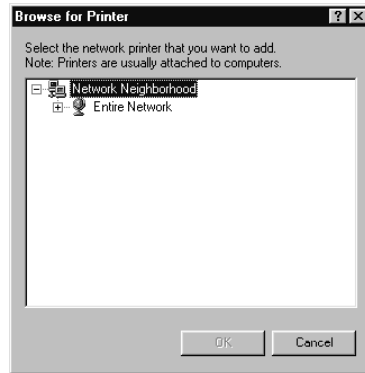 Browse for Printer
Select the network printer that you want to add.
Note: Printers are usually attached to computers.
Network Neighborhood
Entire Network
OK
Cancel